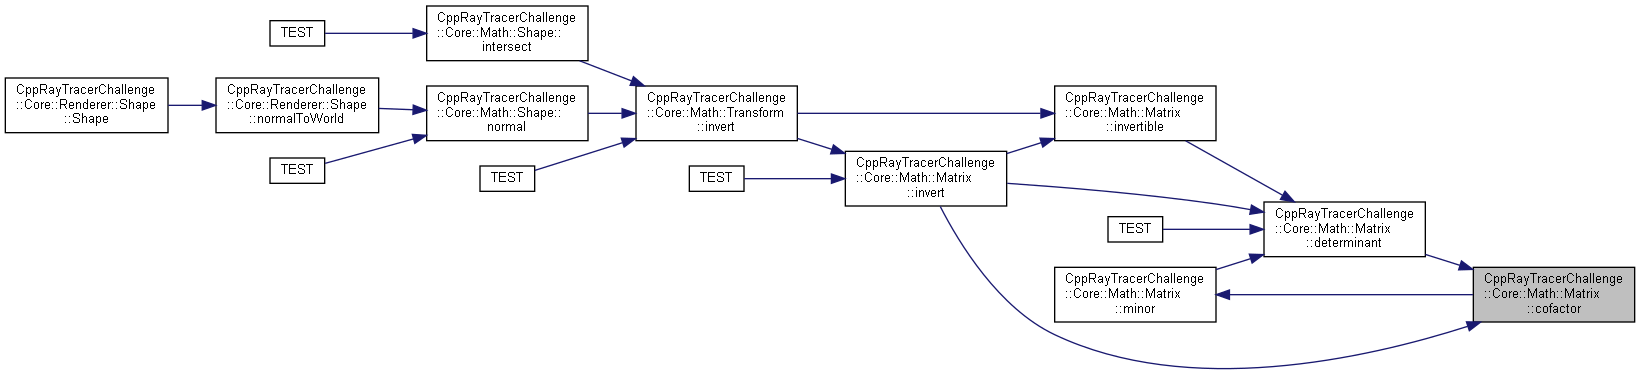 CppRayTracerChallenge
::Core::Math::Shape::
intersect
TEST
CppRayTracerChallenge
::Core::Renderer::Shape
::Shape
CppRayTracerChallenge
::Core::Renderer::Shape
::normalToWorld
CppRayTracerChallenge
::Core::Math::Shape::
normal
CppRayTracerChallenge
::Core::Math::Transform
::invert
CppRayTracerChallenge
::Core::Math::Matrix
::invertible
TEST
TEST
TEST
CppRayTracerChallenge
::Core::Math::Matrix
::invert
TEST
CppRayTracerChallenge
::Core::Math::Matrix
::determinant
CppRayTracerChallenge
::Core::Math::Matrix
::minor
CppRayTracerChallenge
::Core::Math::Matrix
::cofactor